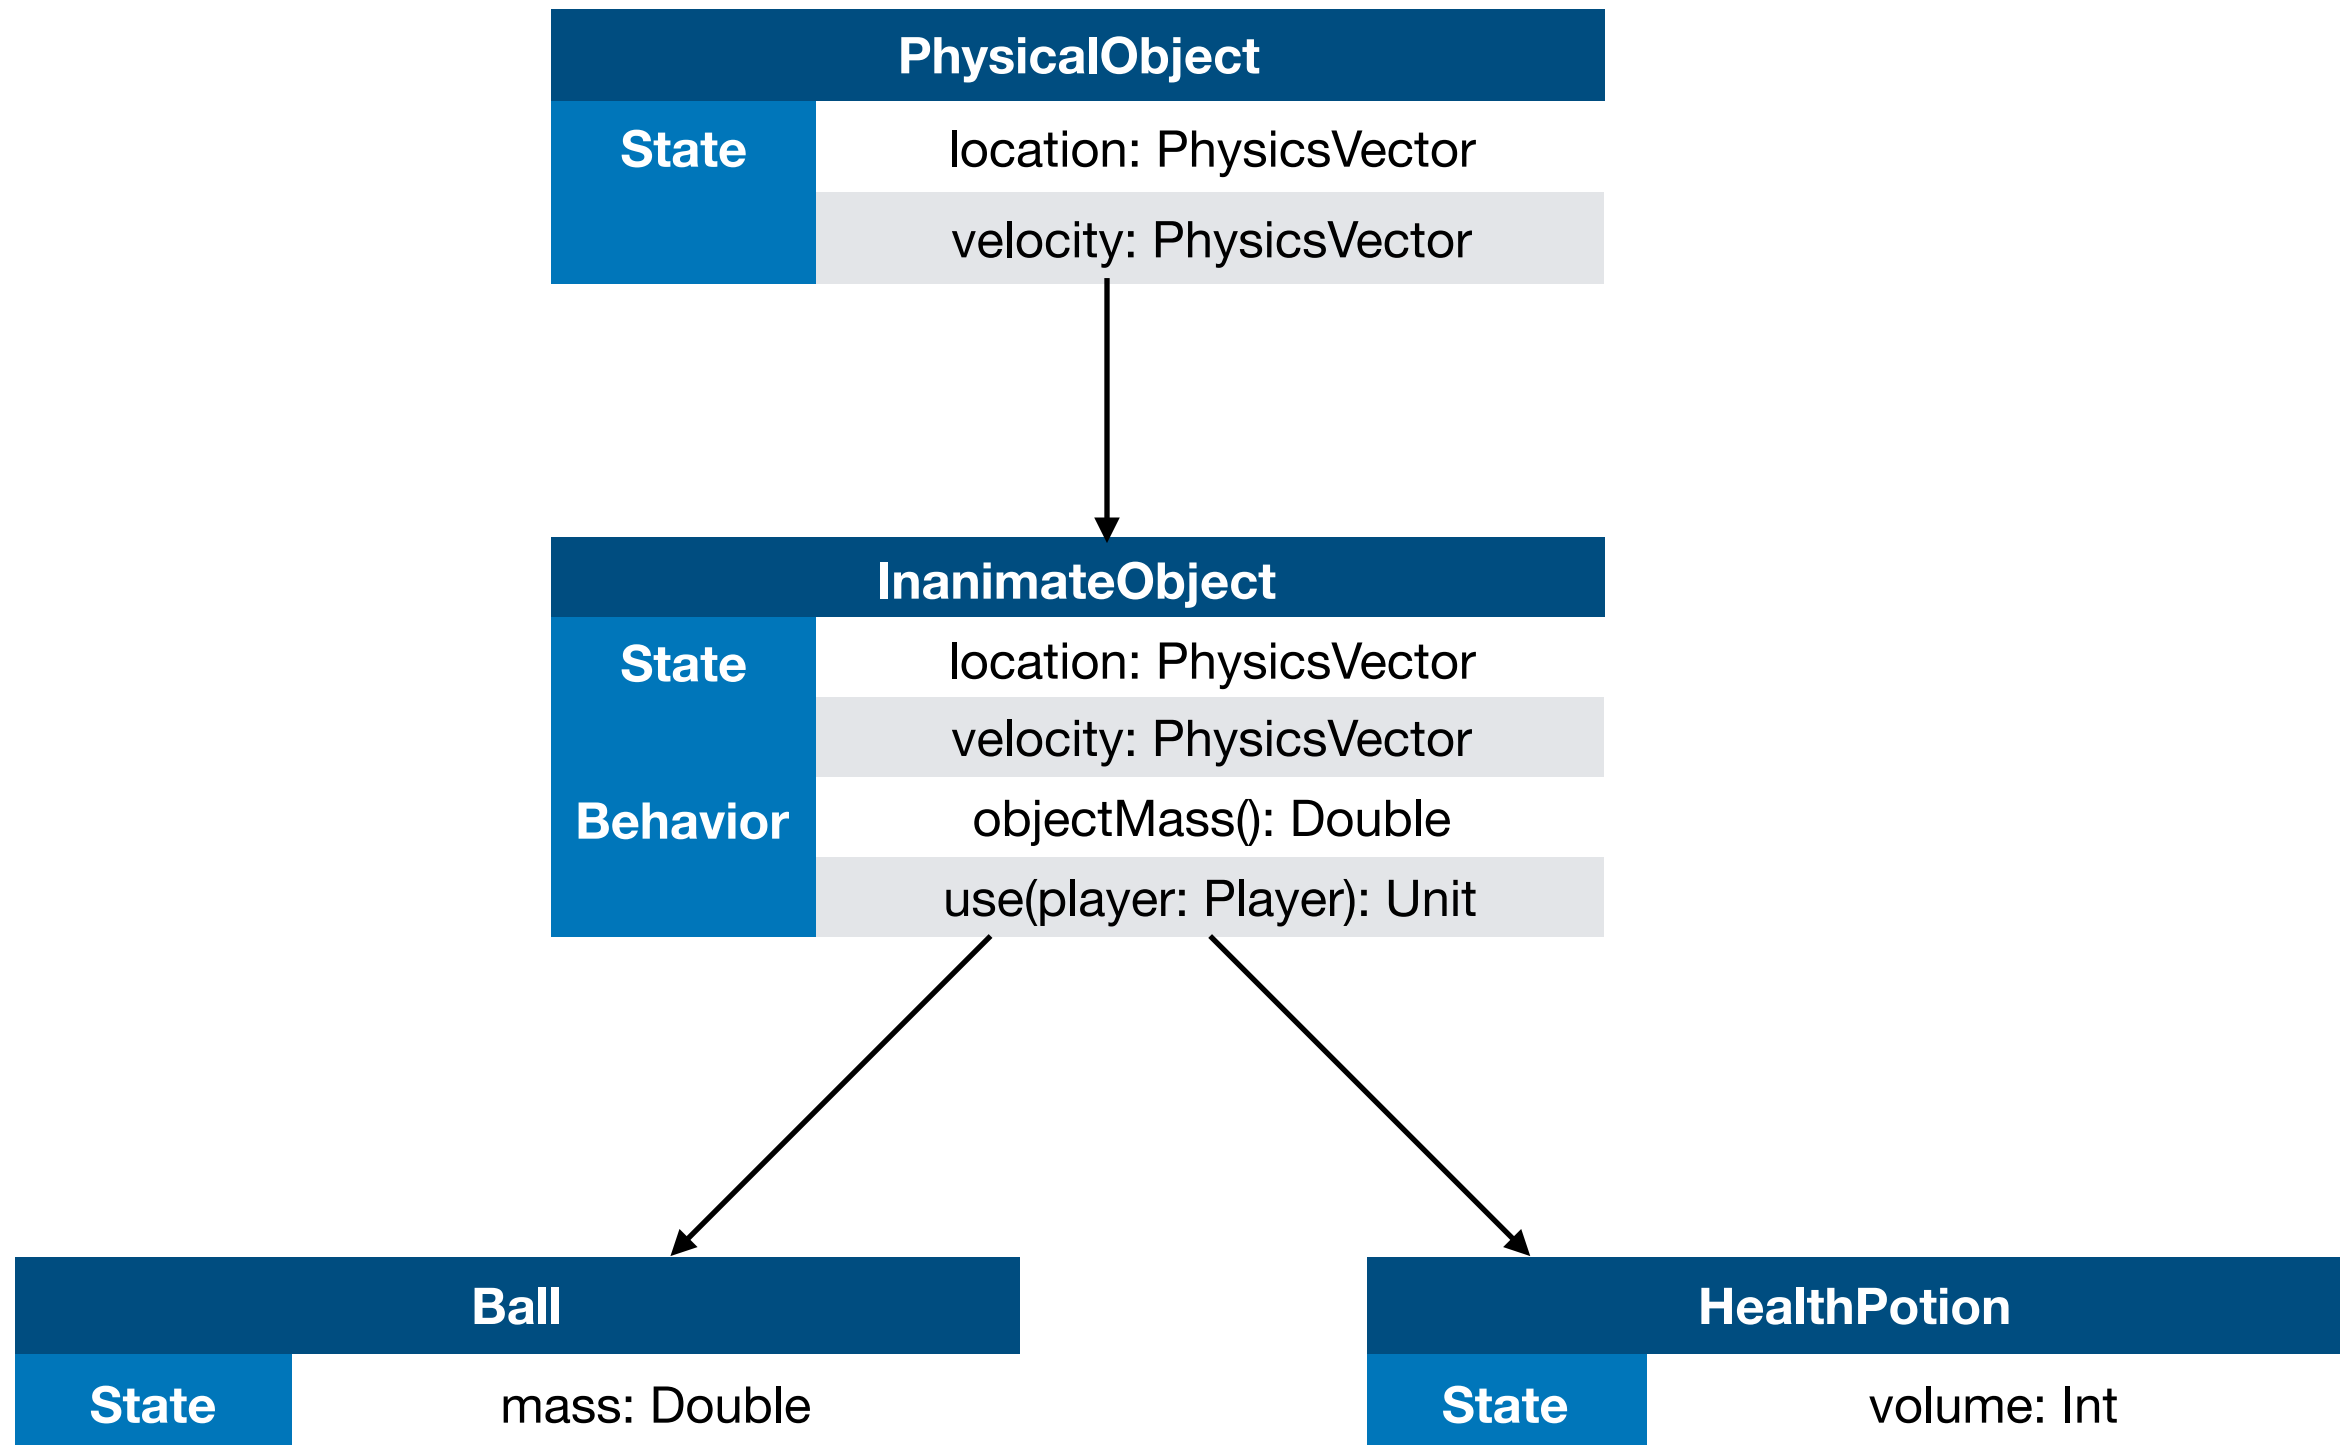 PhysicalObject
State location: PhysicsVector
velocity: PhysicsVector
InanimateObject
State location: PhysicsVector
velocity: PhysicsVector
Behavior objectMass(): Double
use(player: Player): Unit
Ball
State mass: Double
HealthPotion
State volume: Int